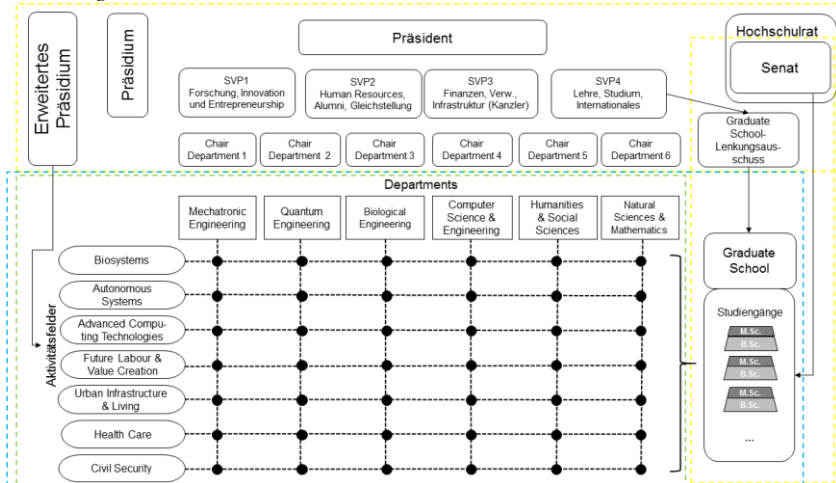 Erweitertes
Präsidium
Präsidium
Präsident
Hochschulrat
Senat
SVP1
Forschung, Innovation
und Entrepreneurship
SVP2
Human Resources,
Alumni, Gleichstellung
SVP3
Finanzen, Verw.,
Infrastruktur (Kanzler)
SVP4
Lehre, Studium,
Internationales
Graduate
School-
Lenkungsaus-
schuss
Chair
Department 1
Chair
Department 2
Chair
Department 3
Chair
Department 4
Chair
Department 5
Chair
Department 6
Departments
Mechatronic
Engineering
Quantum
Engineering
Biological
Engineering
Computer
Science &
Engineering
Humanities
& Social
Sciences
Natural
Sciences &
Mathematics
Aktivitätsfelder
Biosystems
Autonomous
Systems
Advanced Compu-
ting Technologies
Future Labour &
Value Creation
Urban Infrastructure
& Living
Health Care
Civil Security
Graduate
School
Studiengänge
M.Sc.
B.Sc.
M.Sc.
B.Sc.
M.Sc.
B.Sc.
...